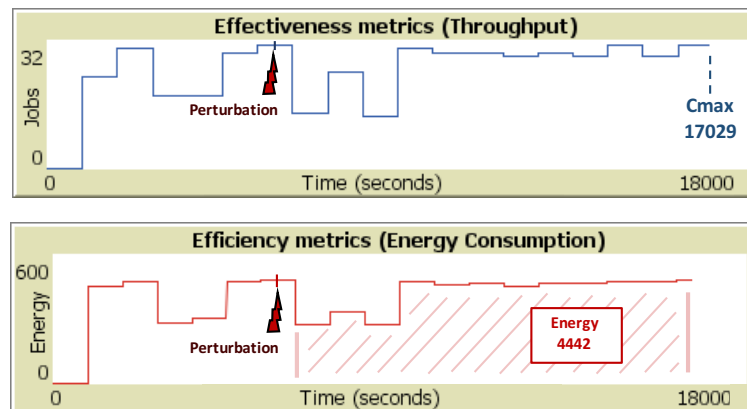 Effectiveness metrics (Throughput)
32
Jobs
0
Perturbation
Cmax
17029
0 Time (seconds) 18000
Efficiency metrics (Energy Consumption)
600
Energy
0
Perturbation
Energy
4442
0 Time (seconds) 18000